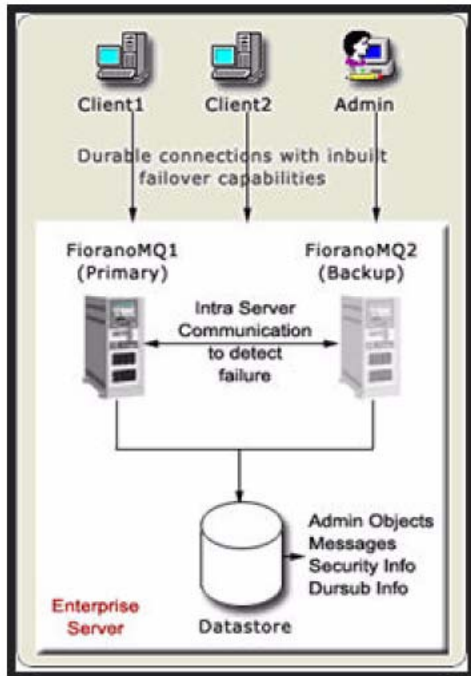 Client1
Client2
Admin
Durable connections with inbuilt
failover capabilities
FioranoMQ1
(Primary)
FioranoMQ2
(Backup)
Intra Server
Communication
to detect
failure
Admin Objects
Messages
Security Info
Dursub Info
Enterprise
Server
Datastore